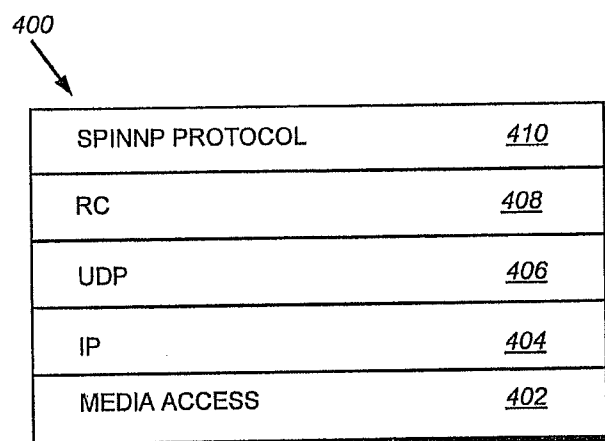 400
SPINNP PROTOCOL 410
RC 408
UDP 406
IP 404
MEDIA ACCESS 402